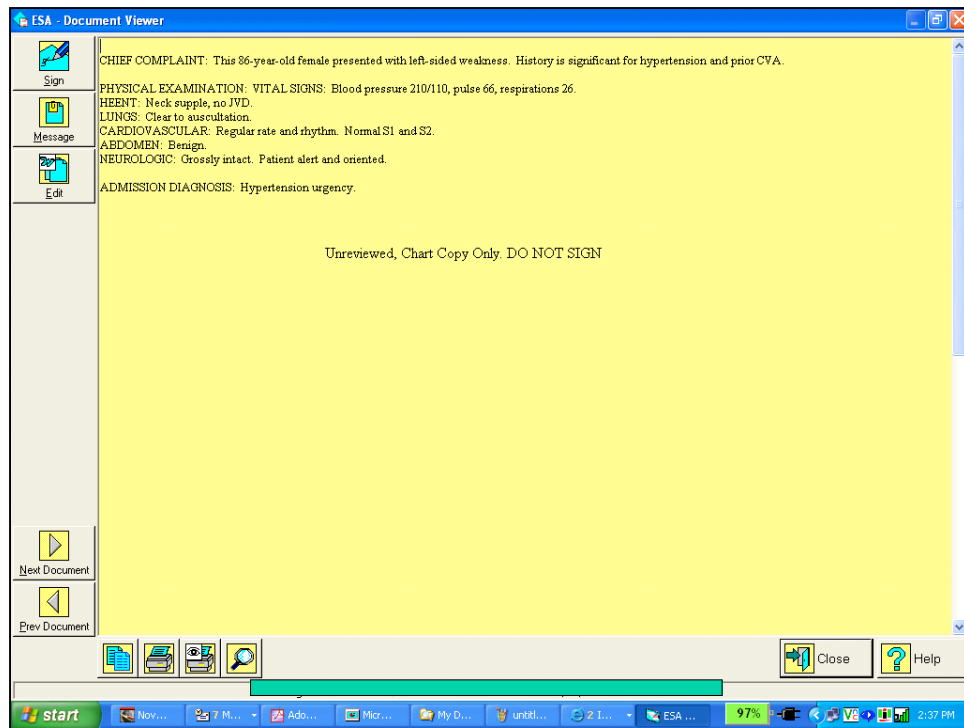 ESA - Document Viewer
Sign
Message
Edit
CHIEF COMPLAINT: This 86-year-old female presented with left-sided weakness. History is significant for hypertension and prior CVA.
PHYSICAL EXAMINATION: VITAL SIGNS: Blood pressure 210/110, pulse 66, respirations 26.
HEENT: Neck supple, no JVD.
LUNGS: Clear to auscultation.
CARDIOVASCULAR: Regular rate and rhythm. Normal S1 and S2.
ABDOMEN: Benign.
NEUROLOGIC: Grossly intact. Patient alert and oriented.
ADMISSION DIAGNOSIS: Hypertension urgency.
Unreviewed, Chart Copy Only. DO NOT SIGN
Next Document
Prev Document
Close
Help
start Nov... 7 M... Ado... Micr... My D... untitl... 2 I... ESA ... 97% 2:37 PM